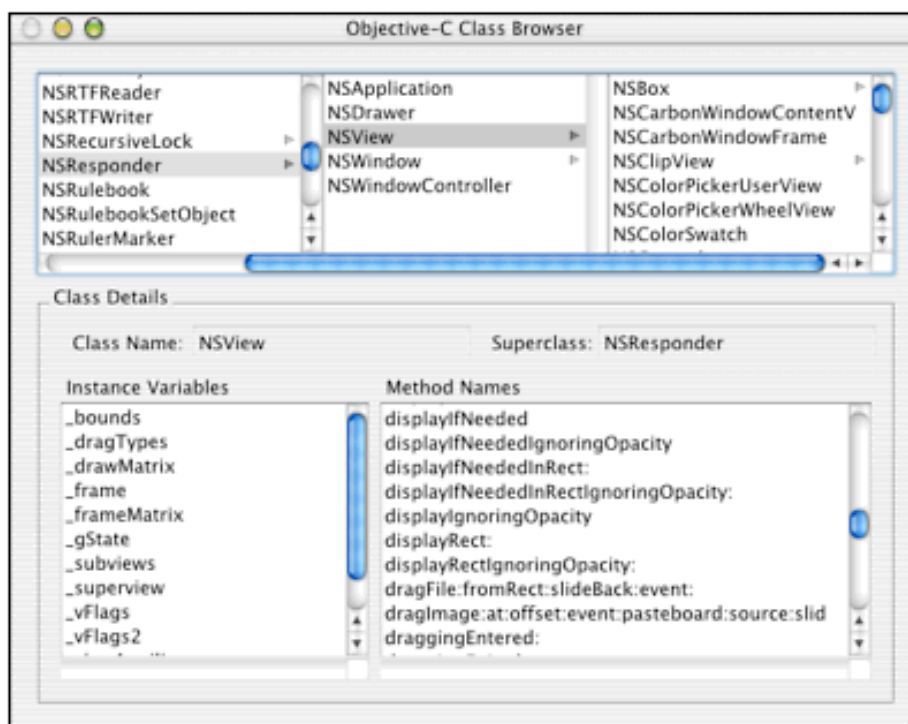 Objective-C Class Browser
NSRTFReader
NSRTFWriter
NSRecursiveLock
NSResponder
NSRulebook
NSRulebookSetObject
NSRulerMarker
NSApplication
NSDrawer
NSView
NSWindow
NSWindowController
NSBox
NSCarbonWindowContentV
NSCarbonWindowFrame
NSClipView
NSColorPickerUserView
NSColorPickerWheelView
NSColorSwatch
Class Details
Class Name: NSView
Superclass: NSResponder
Instance Variables
_bounds
_dragTypes
_drawMatrix
_frame
_frameMatrix
_gState
_subviews
_superview
_vFlags
_vFlags2
Method Names
displayIfNeeded
displayIfNeededIgnoringOpacity
displayIfNeededInRect:
displayIfNeededInRectIgnoringOpacity:
displayIgnoringOpacity
displayRect:
displayRectIgnoringOpacity:
dragFile:fromRect:slideBack:event:
dragImage:at:offset:event:pasteboard:source:slid
draggingEntered: